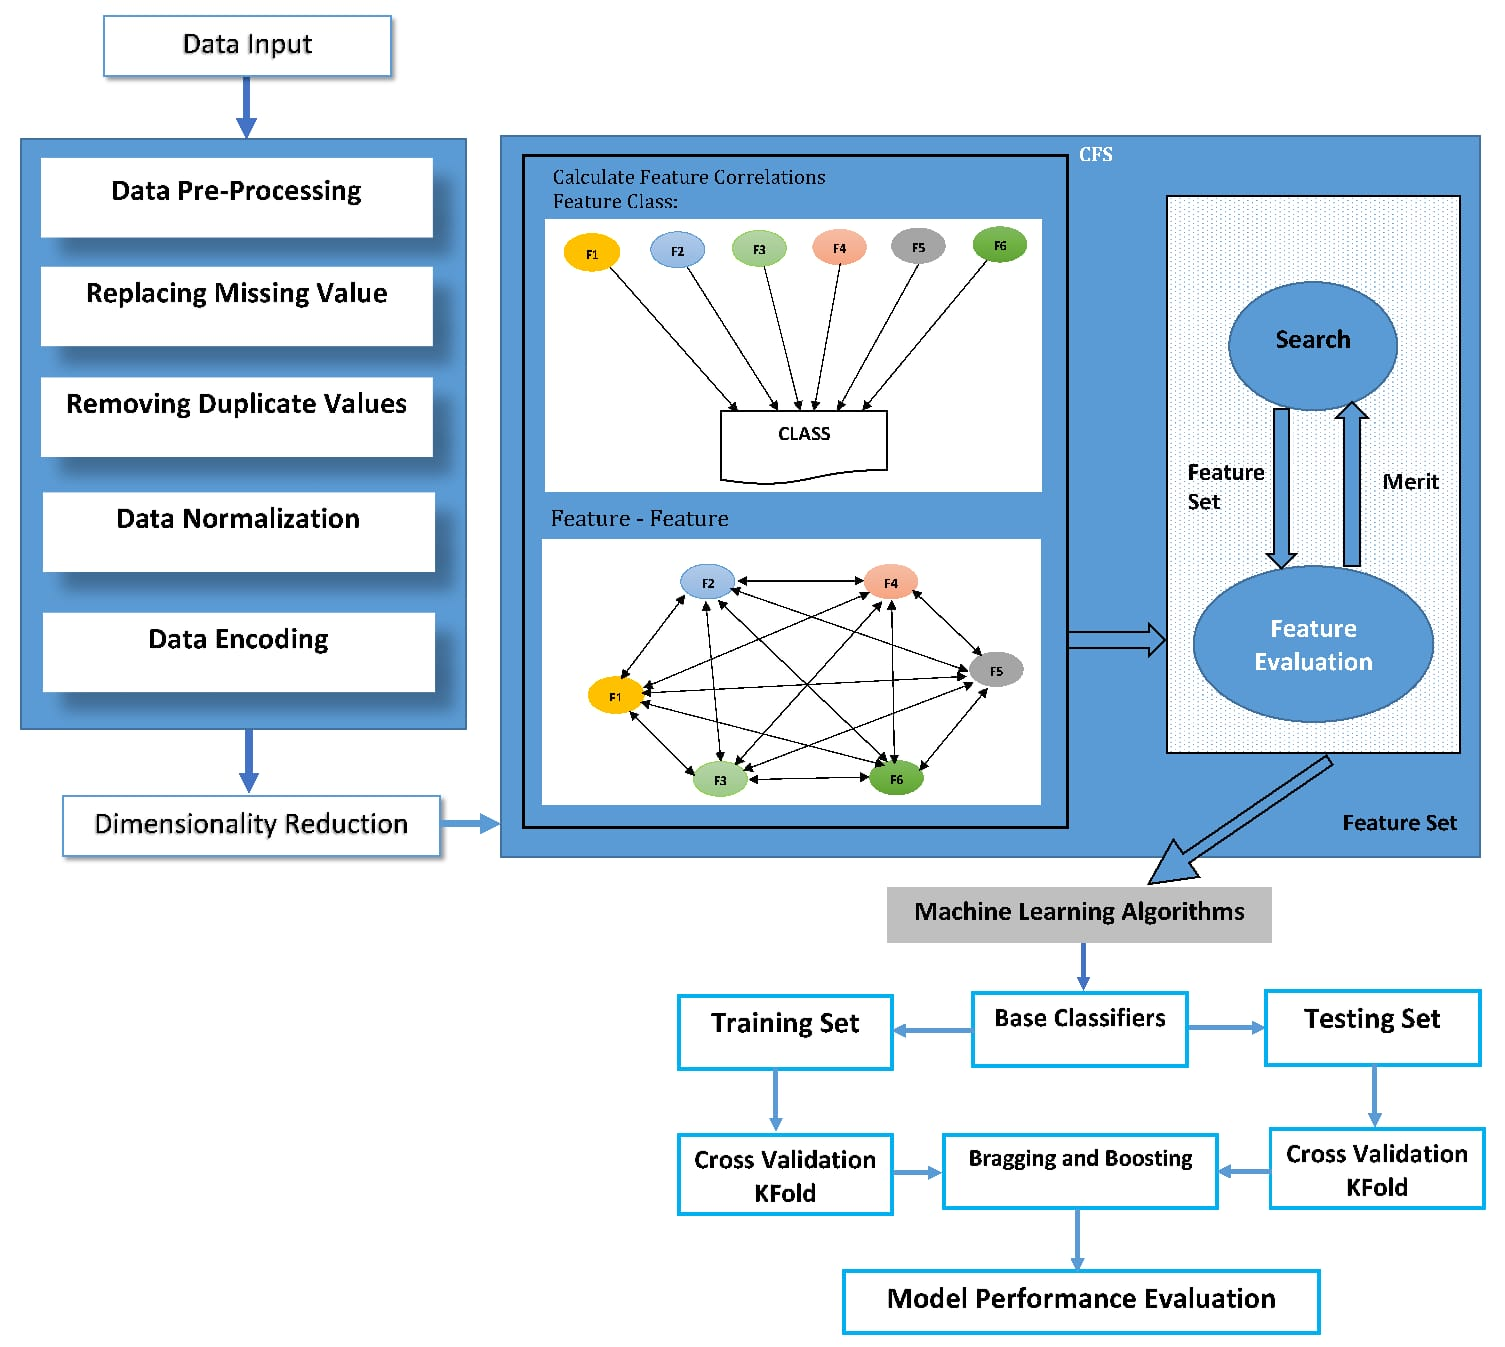 Data Input
Data Pre-Processing
Replacing Missing Value
Removing Duplicate Values
Data Normalization
Data Encoding
Dimensionality Reduction
CFS
Calculate Feature Correlations
Feature Class:
F1 F2 F3 F4 F5 F6
CLASS
Feature - Feature
F2 F4
F5
F1
F3 F6
Search
Feature
Set
Merit
Feature
Evaluation
Feature Set
Machine Learning Algorithms
Training Set
Base Classifiers
Testing Set
Cross Validation
KFold
Bragging and Boosting
Cross Validation
KFold
Model Performance Evaluation